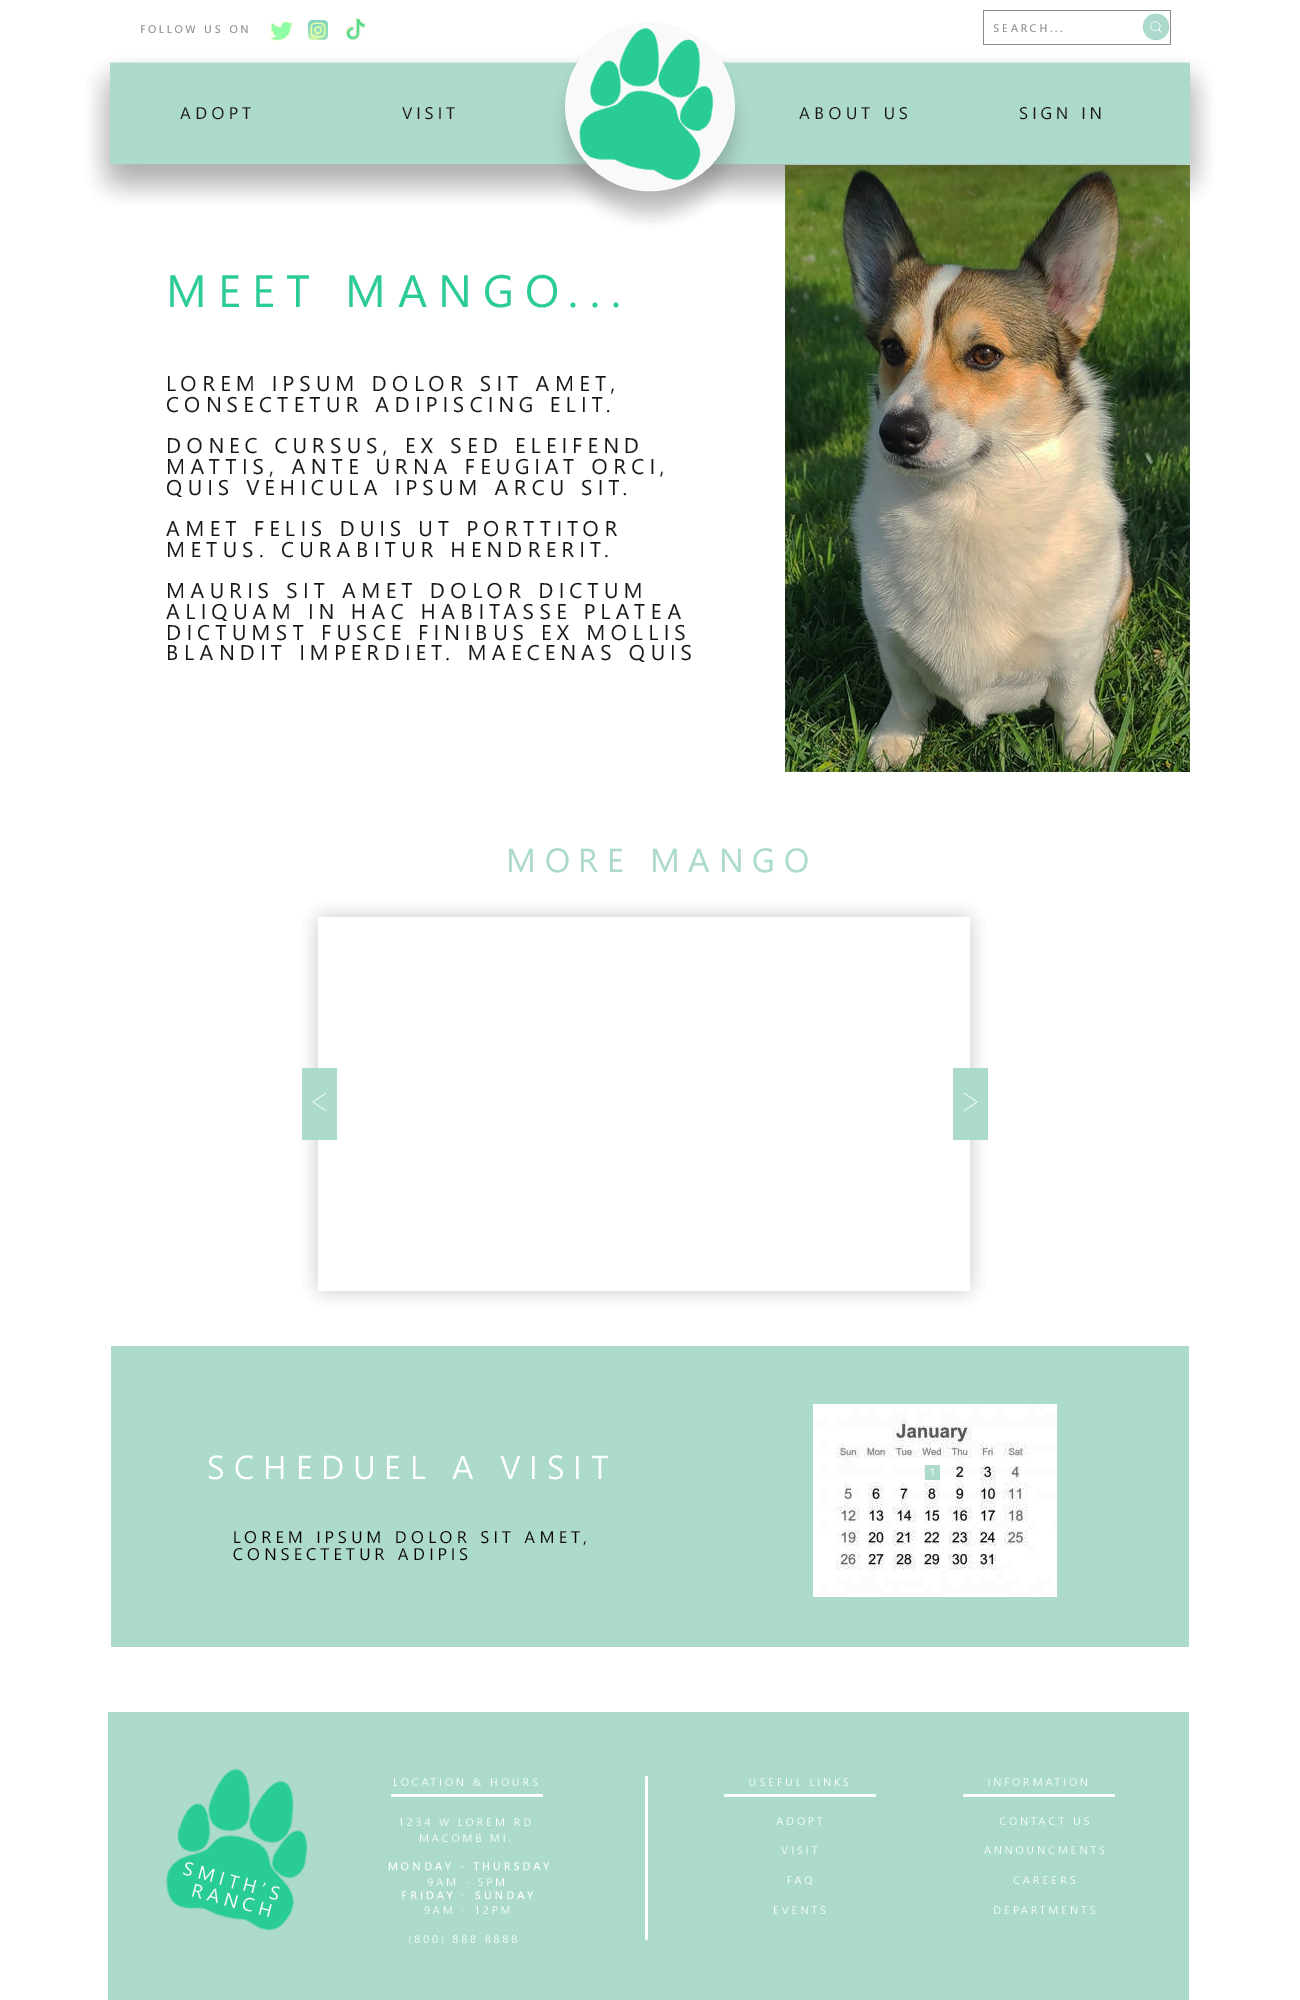 FOLLOW US ON
SEARCH...
ADOPT
VISIT
ABOUT US
SIGN IN
MEET MANGO...
LOREM IPSUM DOLOR SIT AMET,
CONSECTETUR ADIPISCING ELIT.
DONEC CURSUS, EX SED ELEIFEND
MATTIS, ANTE URNA FEUGIAT ORCI,
QUIS VEHICULA IPSUM ARCU SIT.
AMET FELIS DUIS UT PORTTITOR
METUS. CURABITUR HENDRERIT.
MAURIS SIT AMET DOLOR DICTUM
ALIQUAM IN HAC HABITASSE PLATEA
DICTUMST FUSCE FINIBUS EX MOLLIS
BLANDIT IMPERDIET. MAECENAS QUIS
MORE MANGO
<
>
SCHEDUEL A VISIT
LOREM IPSUM DOLOR SIT AMET,
CONSECTETUR ADIPIS
January
Sun Mon Tue Wed Thu Fri Sat
1 2 3 4
5 6 7 8 9 10 11
12 13 14 15 16 17 18
19 20 21 22 23 24 25
26 27 28 29 30 31
SMITH'S
RANCH
LOCATION & HOURS
1234 W LOREM RD
MACOMB MI.
MONDAY - THURSDAY
9AM - 5PM
FRIDAY - SUNDAY
9AM - 12PM
(800) 888 8888
USEFUL LINKS
ADOPT
VISIT
FAQ
EVENTS
INFORMATION
CONTACT US
ANNOUNCMENTS
CAREERS
DEPARTMENTS